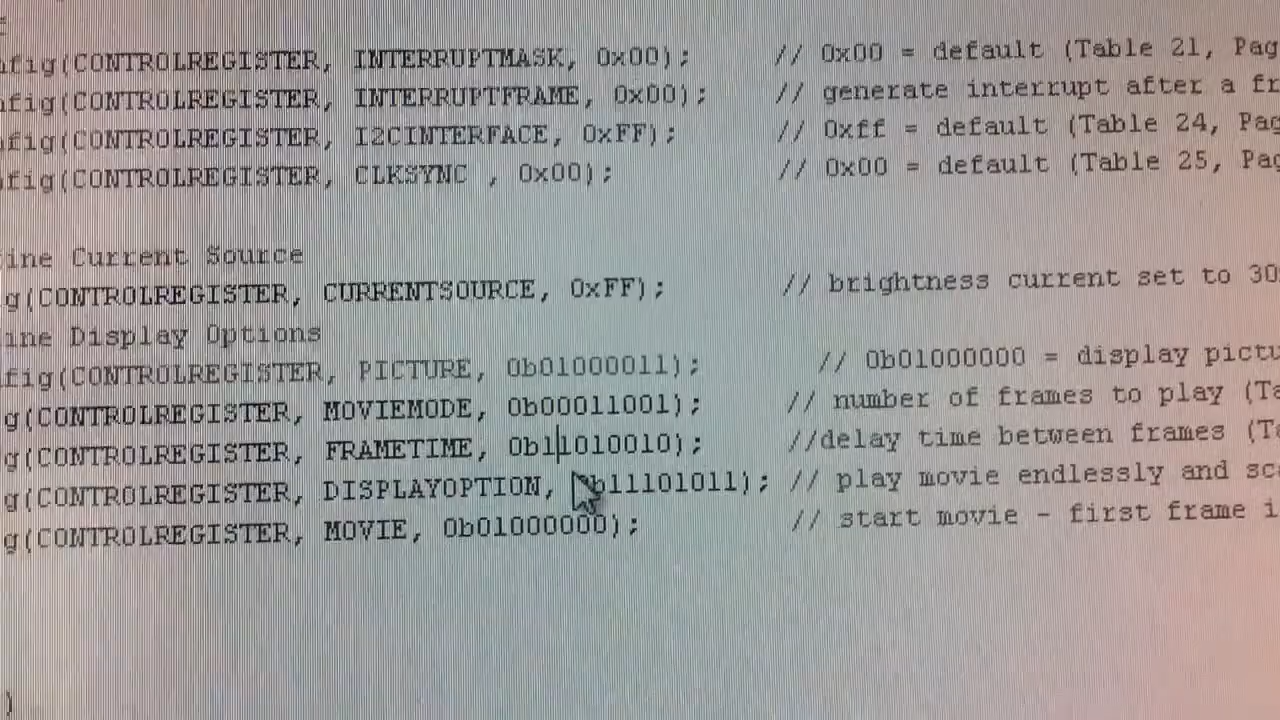 nfig(CONTROLREGISTER, INTERRUPTMASK, 0x00); // 0x00 = default (Table 21, Pag
nfig(CONTROLREGISTER, INTERRUPTFRAME, 0x00); // generate interrupt after a fr
nfig(CONTROLREGISTER, I2CINTERFACE, 0xFF); // 0xff = default (Table 24, Pag
nfig(CONTROLREGISTER, CLKSYNC , 0x00); // 0x00 = default (Table 25, Pag
ine Current Source
g(CONTROLREGISTER, CURRENTSOURCE, 0xFF); // brightness current set to 30
ine Display Options
fig(CONTROLREGISTER, PICTURE, 0b01000011); // 0b01000000 = display pictu
g(CONTROLREGISTER, MOVIEMODE, 0b00011001); // number of frames to play (Ta
g(CONTROLREGISTER, FRAMETIME, 0b11010010); //delay time between frames (Ta
g(CONTROLREGISTER, DISPLAYOPTION, 0b11101011); // play movie endlessly and sc
g(CONTROLREGISTER, MOVIE, 0b01000000); // start movie - first frame i
)